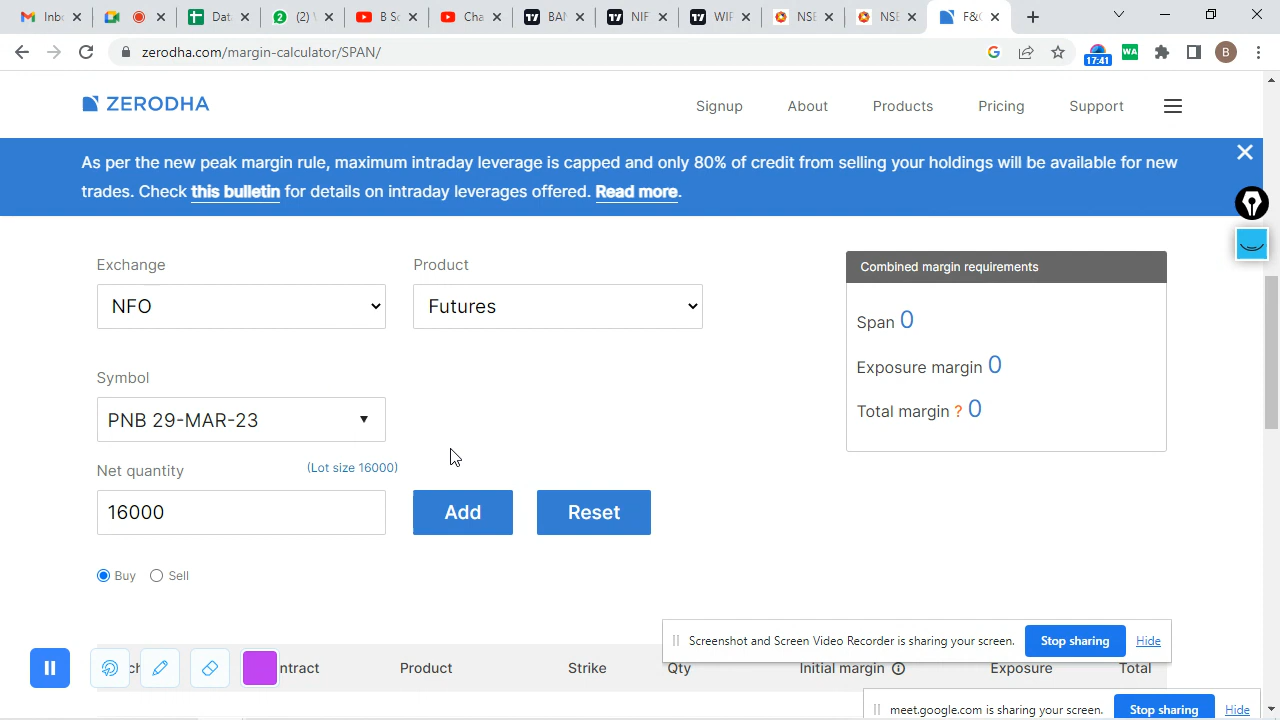 Inb
Dat
2
(2)
B S
Cha
BAN
NIF
WIP
NS
NSE
F&
zerodha.com/margin-calculator/SPAN/
G
17:41
WA
B
ZERODHA
Signup
About
Products
Pricing
Support
As per the new peak margin rule, maximum intraday leverage is capped and only 80% of credit from selling your holdings will be available for new
trades. Check this bulletin for details on intraday leverages offered. Read more.
Exchange
Product
Combined margin requirements
NFO
Futures
Span 0
Exposure margin 0
Total margin ? 0
Symbol
PNB 29-MAR-23
Net quantity
(Lot size 16000)
16000
Add
Reset
Buy
Sell
Screenshot and Screen Video Recorder is sharing your screen.
Stop sharing
Hide
ch
ntract
Product
Strike
Qty
Initial margin
Exposure
Total
meet.google.com is sharing your screen.
Stop sharing
Hide